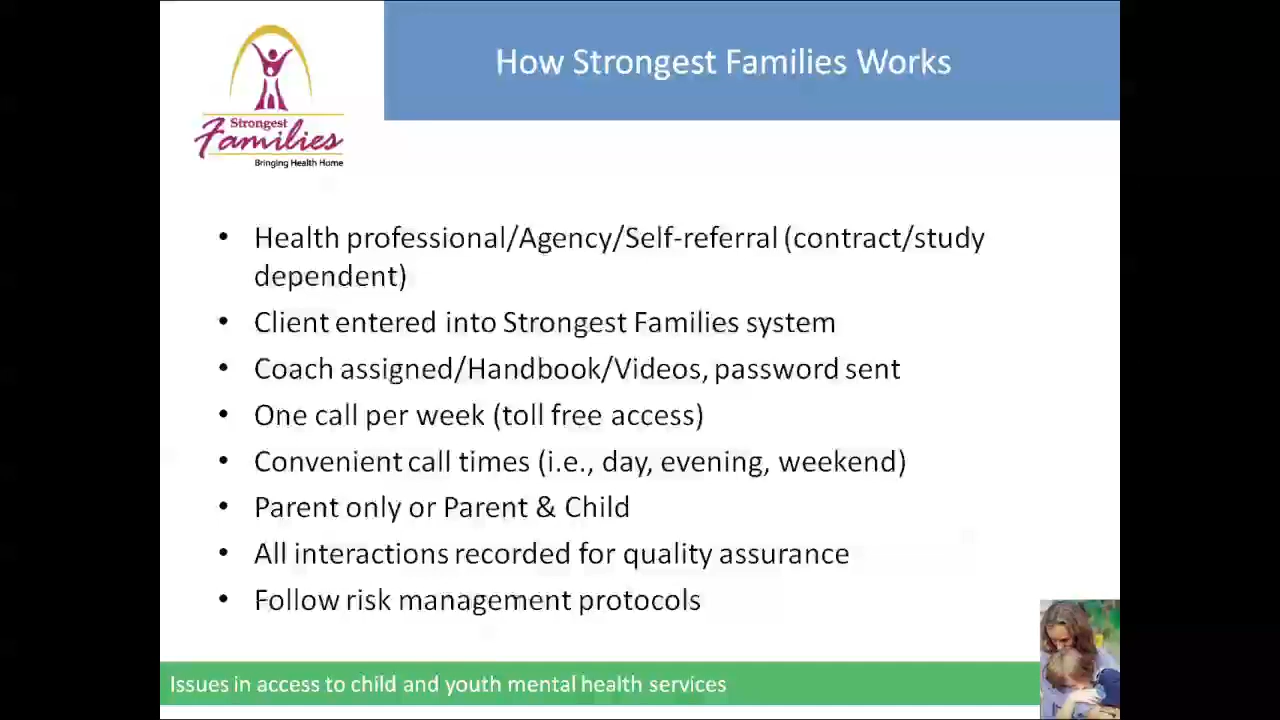 How Strongest Families Works
Strongest
Families
Bringing Health Home
• Health professional/Agency/Self-referral (contract/study
dependent)
• Client entered into Strongest Families system
• Coach assigned/Handbook/Videos, password sent
• One call per week (toll free access)
• Convenient call times (i.e., day, evening, weekend)
• Parent only or Parent & Child
• All interactions recorded for quality assurance
• Follow risk management protocols
Issues in access to child and youth mental health services